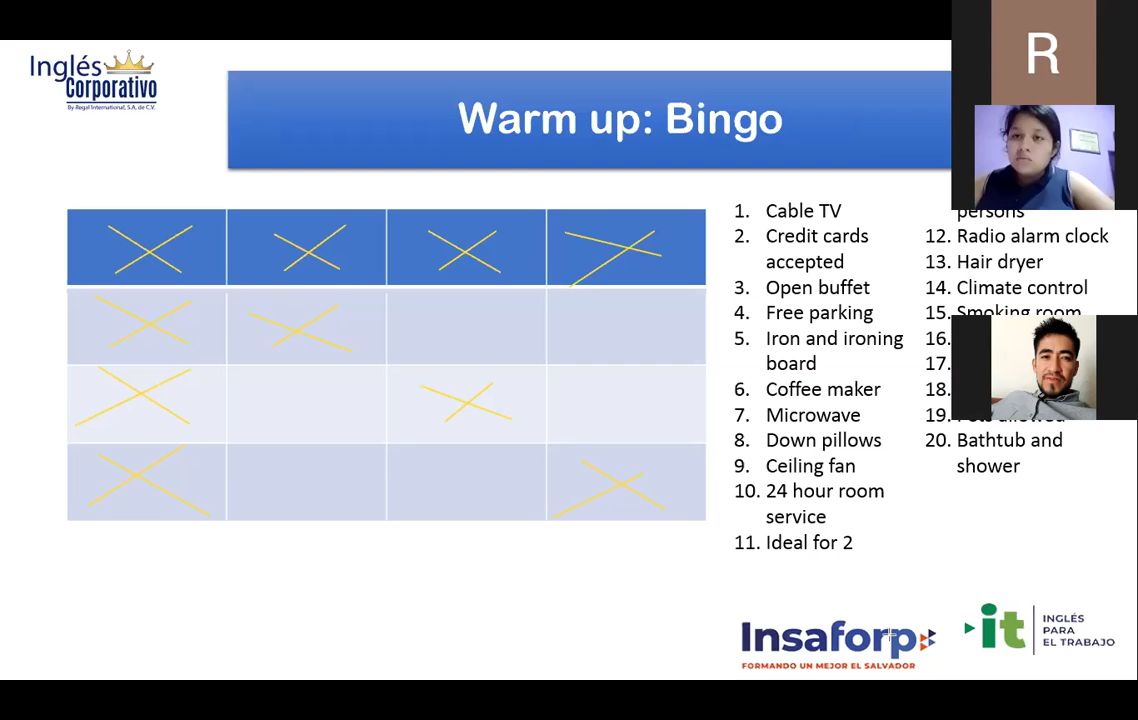 Inglés
Corporativo
By Regal International, S.A. de C.V.
R
Warm up: Bingo
1. Cable TV
2. Credit cards
accepted
3. Open buffet
4. Free parking
5. Iron and ironing
board
6. Coffee maker
7. Microwave
8. Down pillows
9. Ceiling fan
10. 24 hour room
service
11. Ideal for 2
persons
12. Radio alarm clock
13. Hair dryer
14. Climate control
15. Smoking room
16.
17.
18.
19. Pets allowed
20. Bathtub and
shower
Insaforp
FORMANDO UN MEJOR EL SALVADOR
it
INGLÉS
PARA
EL TRABAJO